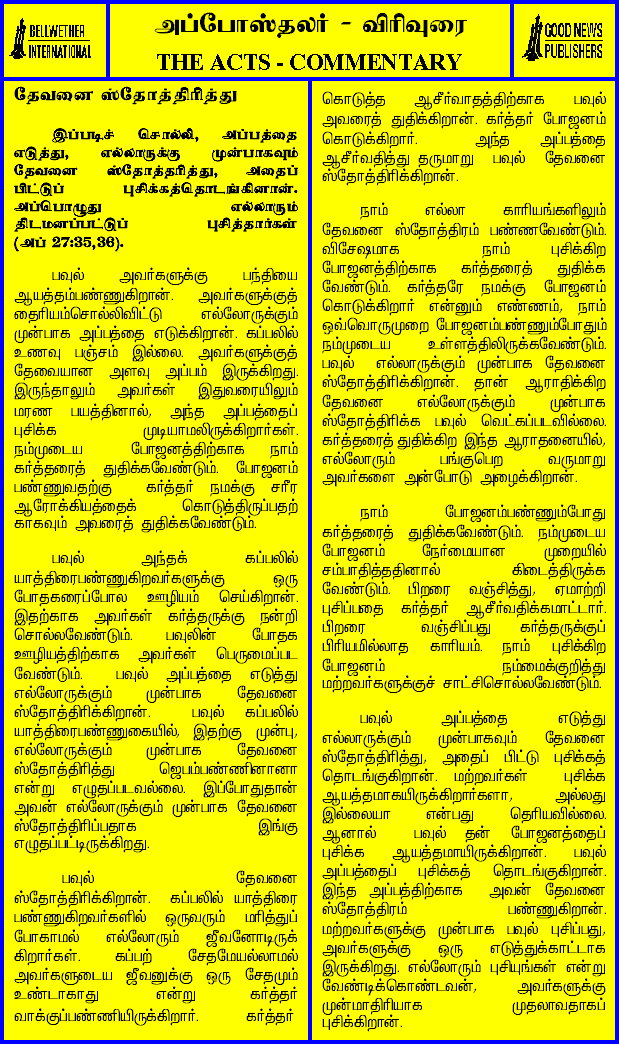 BELLWETHER
INTERNATIONAL
அப்போஸ்தலர் - விரிவுரை
THE ACTS - COMMENTARY
GOOD NEWS
PUBLISHERS
தேவனை ஸ்தோத்திரித்து
இப்படிச் சொல்லி, அப்பத்தை
எடுத்து, எல்லாருக்கு முன்பாகவும்
தேவனை ஸ்தோத்தரித்து, அதைப்
பிட்டுப் புசிக்கத்தொடங்கினான்.
அப்பொழுது எல்லாரும்
திடமனப்பட்டுப் புசித்தார்கள்
(அப் 27:35,36).
பவுல் அவர்களுக்கு பந்தியை
ஆயத்தம்பண்ணுகிறான். அவர்களுக்குத்
தைரியம்சொல்லிவிட்டு எல்லோருக்கும்
முன்பாக அப்பத்தை எடுக்கிறான். கப்பலில்
உணவு பஞ்சம் இல்லை. அவர்களுக்குத்
தேவையான அளவு அப்பம் இருக்கிறது.
இருந்தாலும் அவர்கள் இதுவரையிலும்
மரண பயத்தினால், அந்த அப்பத்தைப்
புசிக்க முடியாமலிருக்கிறார்கள்.
நம்முடைய போஜனத்திற்காக நாம்
கர்த்தரைத் துதிக்கவேண்டும். போஜனம்
பண்ணுவதற்கு கர்த்தர் நமக்கு சரீர
ஆரோக்கியத்தைக் கொடுத்திருப்பதற்
காகவும் அவரைத் துதிக்கவேண்டும்.
பவுல் அந்தக் கப்பலில்
யாத்திரைபண்ணுகிறவர்களுக்கு ஒரு
போதகரைப்போல ஊழியம் செய்கிறான்.
இதற்காக அவர்கள் கர்த்தருக்கு நன்றி
சொல்லவேண்டும். பவுலின் போதக
ஊழியத்திற்காக அவர்கள் பெருமைப்பட
வேண்டும். பவுல் அப்பத்தை எடுத்து
எல்லோருக்கும் முன்பாக தேவனை
ஸ்தோத்திரிக்கிறான். பவுல் கப்பலில்
யாத்திரைபண்ணுகையில், இதற்கு முன்பு,
எல்லோருக்கும் முன்பாக தேவனை
ஸ்தோத்திரித்து ஜெபம்பண்ணினானா
என்று எழுதப்படவல்லை. இப்போதுதான்
அவன் எல்லோருக்கும் முன்பாக தேவனை
ஸ்தோத்திரிப்பதாக இங்கு
எழுதப்பட்டிருக்கிறது.
பவுல் தேவனை
ஸ்தோத்திரிக்கிறான். கப்பலில் யாத்திரை
பண்ணுகிறவர்களில் ஒருவரும் மரித்துப்
போகாமல் எல்லோரும் ஜீவனோடிருக்
கிறார்கள். கப்பற் சேதமேயல்லாமல்
அவர்களுடைய ஜீவனுக்கு ஒரு சேதமும்
உண்டாகாது என்று கர்த்தர்
வாக்குப்பண்ணியிருக்கிறார். கர்த்தர்
கொடுத்த ஆசீர்வாதத்திற்காக பவுல்
அவரைத் துதிக்கிறான். கர்த்தர் போஜனம்
கொடுக்கிறார். அந்த அப்பத்தை
ஆசீர்வதித்து தருமாறு பவுல் தேவனை
ஸ்தோத்திரிக்கிறான்.
நாம் எல்லா காரியங்களிலும்
தேவனை ஸ்தோத்திரம் பண்ணவேண்டும்.
விசேஷமாக நாம் புசிக்கிற
போஜனத்திற்காக கர்த்தரைத் துதிக்க
வேண்டும். கர்த்தரே நமக்கு போஜனம்
கொடுக்கிறார் என்னும் எண்ணம், நாம்
ஒவ்வொருமுறை போஜனம்பண்ணும்போதும்
நம்முடைய உள்ளத்திலிருக்கவேண்டும்.
பவுல் எல்லாருக்கும் முன்பாக தேவனை
ஸ்தோத்திரிக்கிறான். தான் ஆராதிக்கிற
தேவனை எல்லோருக்கும் முன்பாக
ஸ்தோத்திரிக்க பவுல் வெட்கப்படவில்லை.
கர்த்தரைத் துதிக்கிற இந்த ஆராதனையில்,
எல்லோரும் பங்குபெற வருமாறு
அவர்களை அன்போடு அழைக்கிறான்.
நாம் போஜனம்பண்ணும்போது
கர்த்தரைத் துதிக்கவேண்டும். நம்முடைய
போஜனம் நேர்மையான முறையில்
சம்பாதித்ததினால் கிடைத்திருக்க
வேண்டும். பிறரை வஞ்சித்து, ஏமாற்றி
புசிப்பதை கர்த்தர் ஆசீர்வதிக்கமாட்டார்.
பிறரை வஞ்சிப்பது கர்த்தருக்குப்
பிரியமில்லாத காரியம். நாம் புசிக்கிற
போஜனம் நம்மைக்குறித்து
மற்றவர்களுக்குச் சாட்சிசொல்லவேண்டும்.
பவுல் அப்பத்தை எடுத்து
எல்லாருக்கும் முன்பாகவும் தேவனை
ஸ்தோத்திரித்து, அதைப் பிட்டு புசிக்கத்
தொடங்குகிறான். மற்றவர்கள் புசிக்க
ஆயத்தமாகயிருக்கிறார்களா, அல்லது
இல்லையா என்பது தெரியவில்லை.
ஆனால் பவுல் தன் போஜனத்தைப்
புசிக்க ஆயத்தமாயிருக்கிறான். பவுல்
அப்பத்தைப் புசிக்கத் தொடங்குகிறான்.
இந்த அப்பத்திற்காக அவன் தேவனை
ஸ்தோத்திரம் பண்ணுகிறான்.
மற்றவர்களுக்கு முன்பாக பவுல் புசிப்பது,
அவர்களுக்கு ஒரு எடுத்துக்காட்டாக
இருக்கிறது. எல்லோரும் புசியுங்கள் என்று
வேண்டிக்கொண்டவன், அவர்களுக்கு
முன்மாதிரியாக முதலாவதாகப்
புசிக்கிறான்.